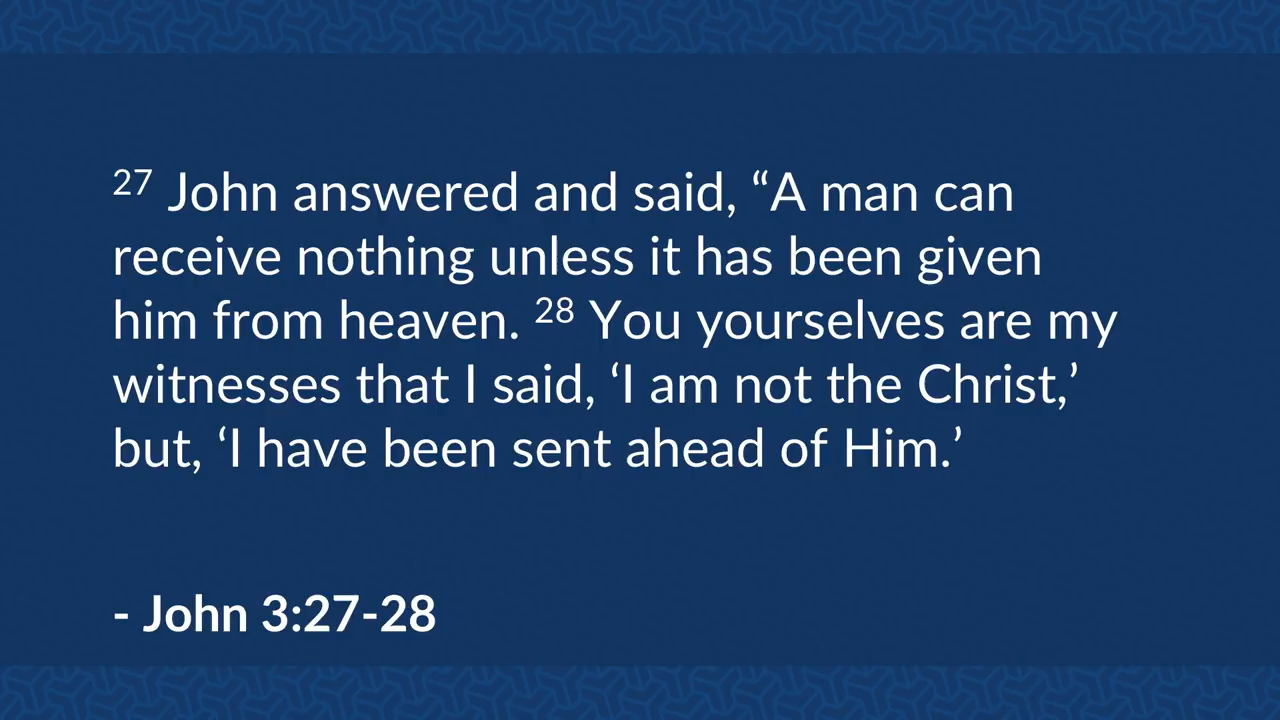 27 John answered and said, “A man can
receive nothing unless it has been given
him from heaven. 28 You yourselves are my
witnesses that I said, ‘I am not the Christ,’
but, ‘I have been sent ahead of Him.’
- John 3:27-28